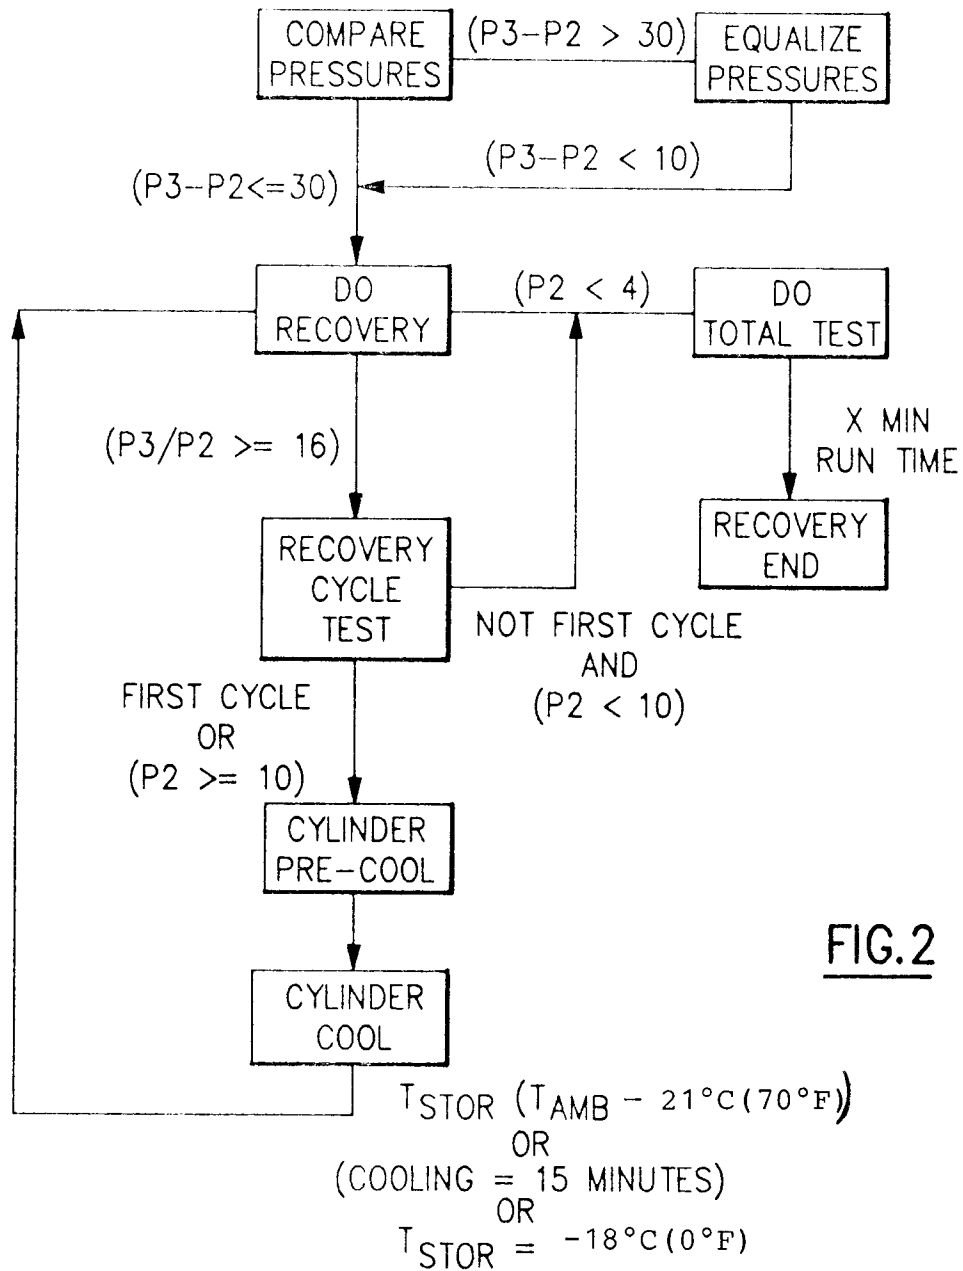 COMPARE
PRESSURES
(P3-P2 > 30)
EQUALIZE
PRESSURES
(P3-P2 < 10)
(P3-P2<=30)
DO
RECOVERY
(P2 < 4)
DO
TOTAL TEST
(P3/P2 >= 16)
X MIN
RUN TIME
RECOVERY
CYCLE
TEST
RECOVERY
END
NOT FIRST CYCLE
AND
(P2 < 10)
FIRST CYCLE
OR
(P2 >= 10)
CYLINDER
PRE-COOL
CYLINDER
COOL
FIG.2
TSTOR (TAMB - 21°C(70°F))
OR
(COOLING = 15 MINUTES)
OR
TSTOR = -18°C(0°F)